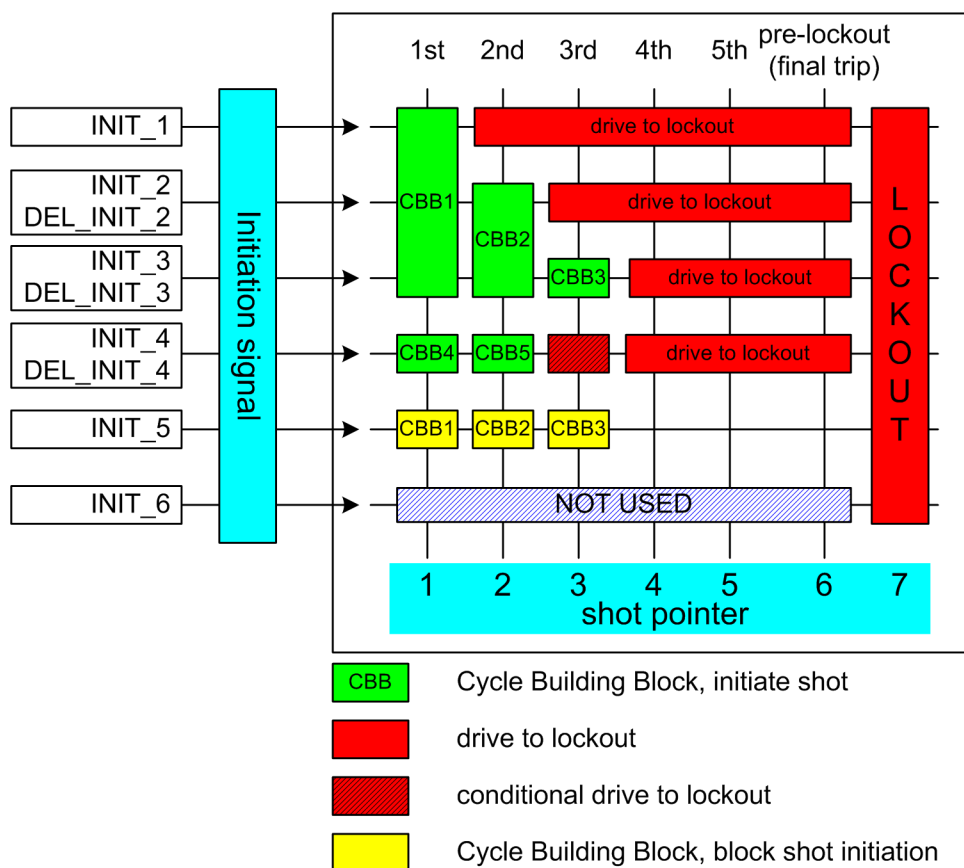 1st 2nd 3rd 4th 5th pre-lockout
(final trip)
INIT_1
drive to lockout
INIT_2
DEL_INIT_2
CBB1
drive to lockout
CBB2
INIT_3
DEL_INIT_3
CBB3
drive to lockout
INIT_4
DEL_INIT_4
CBB4 CBB5
drive to lockout
INIT_5
CBB1 CBB2 CBB3
INIT_6
NOT USED
Initiation signal
LOCKOUT
1 2 3 4 5 6 7
shot pointer
CBB Cycle Building Block, initiate shot
drive to lockout
conditional drive to lockout
Cycle Building Block, block shot initiation